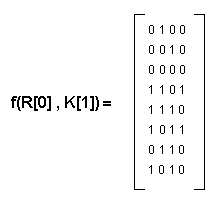 0 1 0 0
0 0 1 0
0 0 0 0
f(R[0] , K[1]) =
1 1 0 1
1 1 1 0
1 0 1 1
0 1 1 0
1 0 1 0